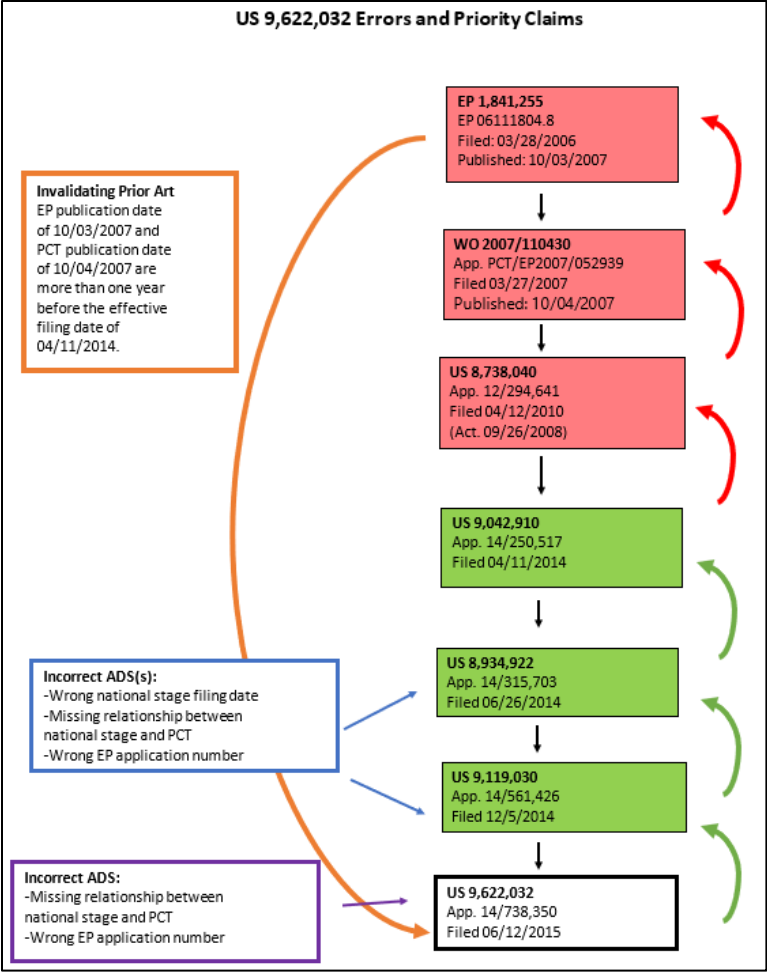 US 9,622,032 Errors and Priority Claims
EP 1,841,255
EP 06111804.8
Filed: 03/28/2006
Published: 10/03/2007
Invalidating Prior Art
EP publication date
of 10/03/2007 and
PCT publication date
of 10/04/2007 are
more than one year
before the effective
filing date of
04/11/2014.
WO 2007/110430
App. PCT/EP2007/052939
Filed 03/27/2007
Published: 10/04/2007
US 8,738,040
App. 12/294,641
Filed 04/12/2010
(Act. 09/26/2008)
US 9,042,910
App. 14/250,517
Filed 04/11/2014
Incorrect ADS(s):
-Wrong national stage filing date
-Missing relationship between
national stage and PCT
-Wrong EP application number
US 8,934,922
App. 14/315,703
Filed 06/26/2014
US 9,119,030
App. 14/561,426
Filed 12/5/2014
Incorrect ADS:
-Missing relationship between
national stage and PCT
-Wrong EP application number
US 9,622,032
App. 14/738,350
Filed 06/12/2015